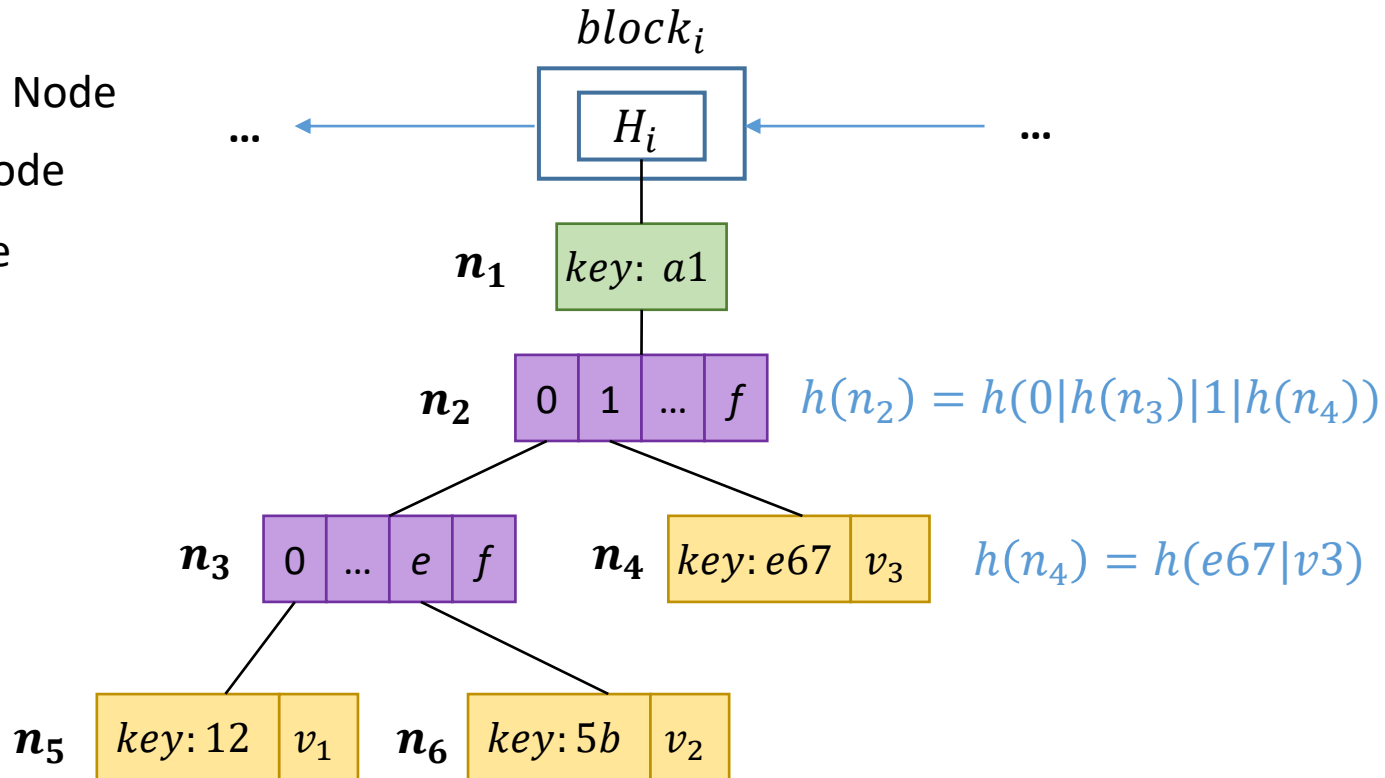 block_i
Node
ode
e
... H_i ...
n_1 key: a1
n_2 0 1 ... f h(n_2) = h(0|h(n_3)|1|h(n_4))
n_3 0 ... e f n_4 key: e67 v_3 h(n_4) = h(e67|v3)
n_5 key: 12 v_1 n_6 key: 5b v_2